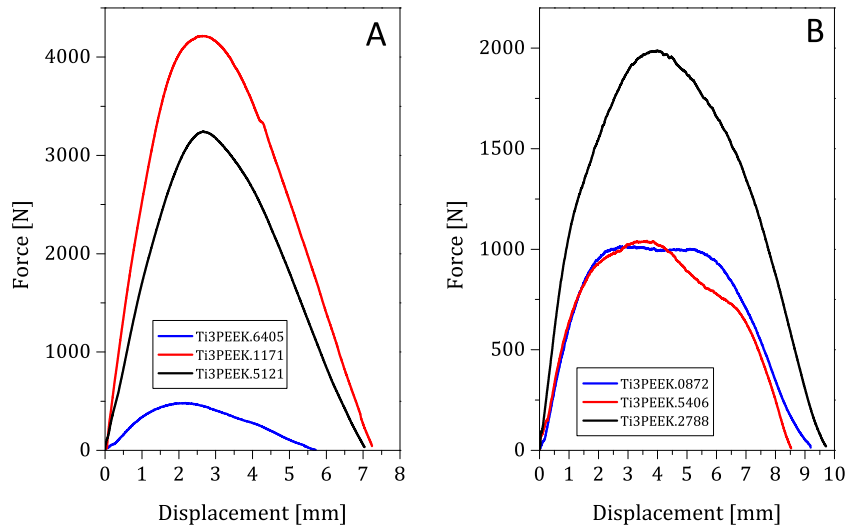 A
Force [N]
4000
3000
2000
1000
0
Ti3PEEK.6405
Ti3PEEK.1171
Ti3PEEK.5121
0 1 2 3 4 5 6 7 8
Displacement [mm]
B
Force [N]
2000
1500
1000
500
0
Ti3PEEK.0872
Ti3PEEK.5406
Ti3PEEK.2788
0 1 2 3 4 5 6 7 8 9 10
Displacement [mm]